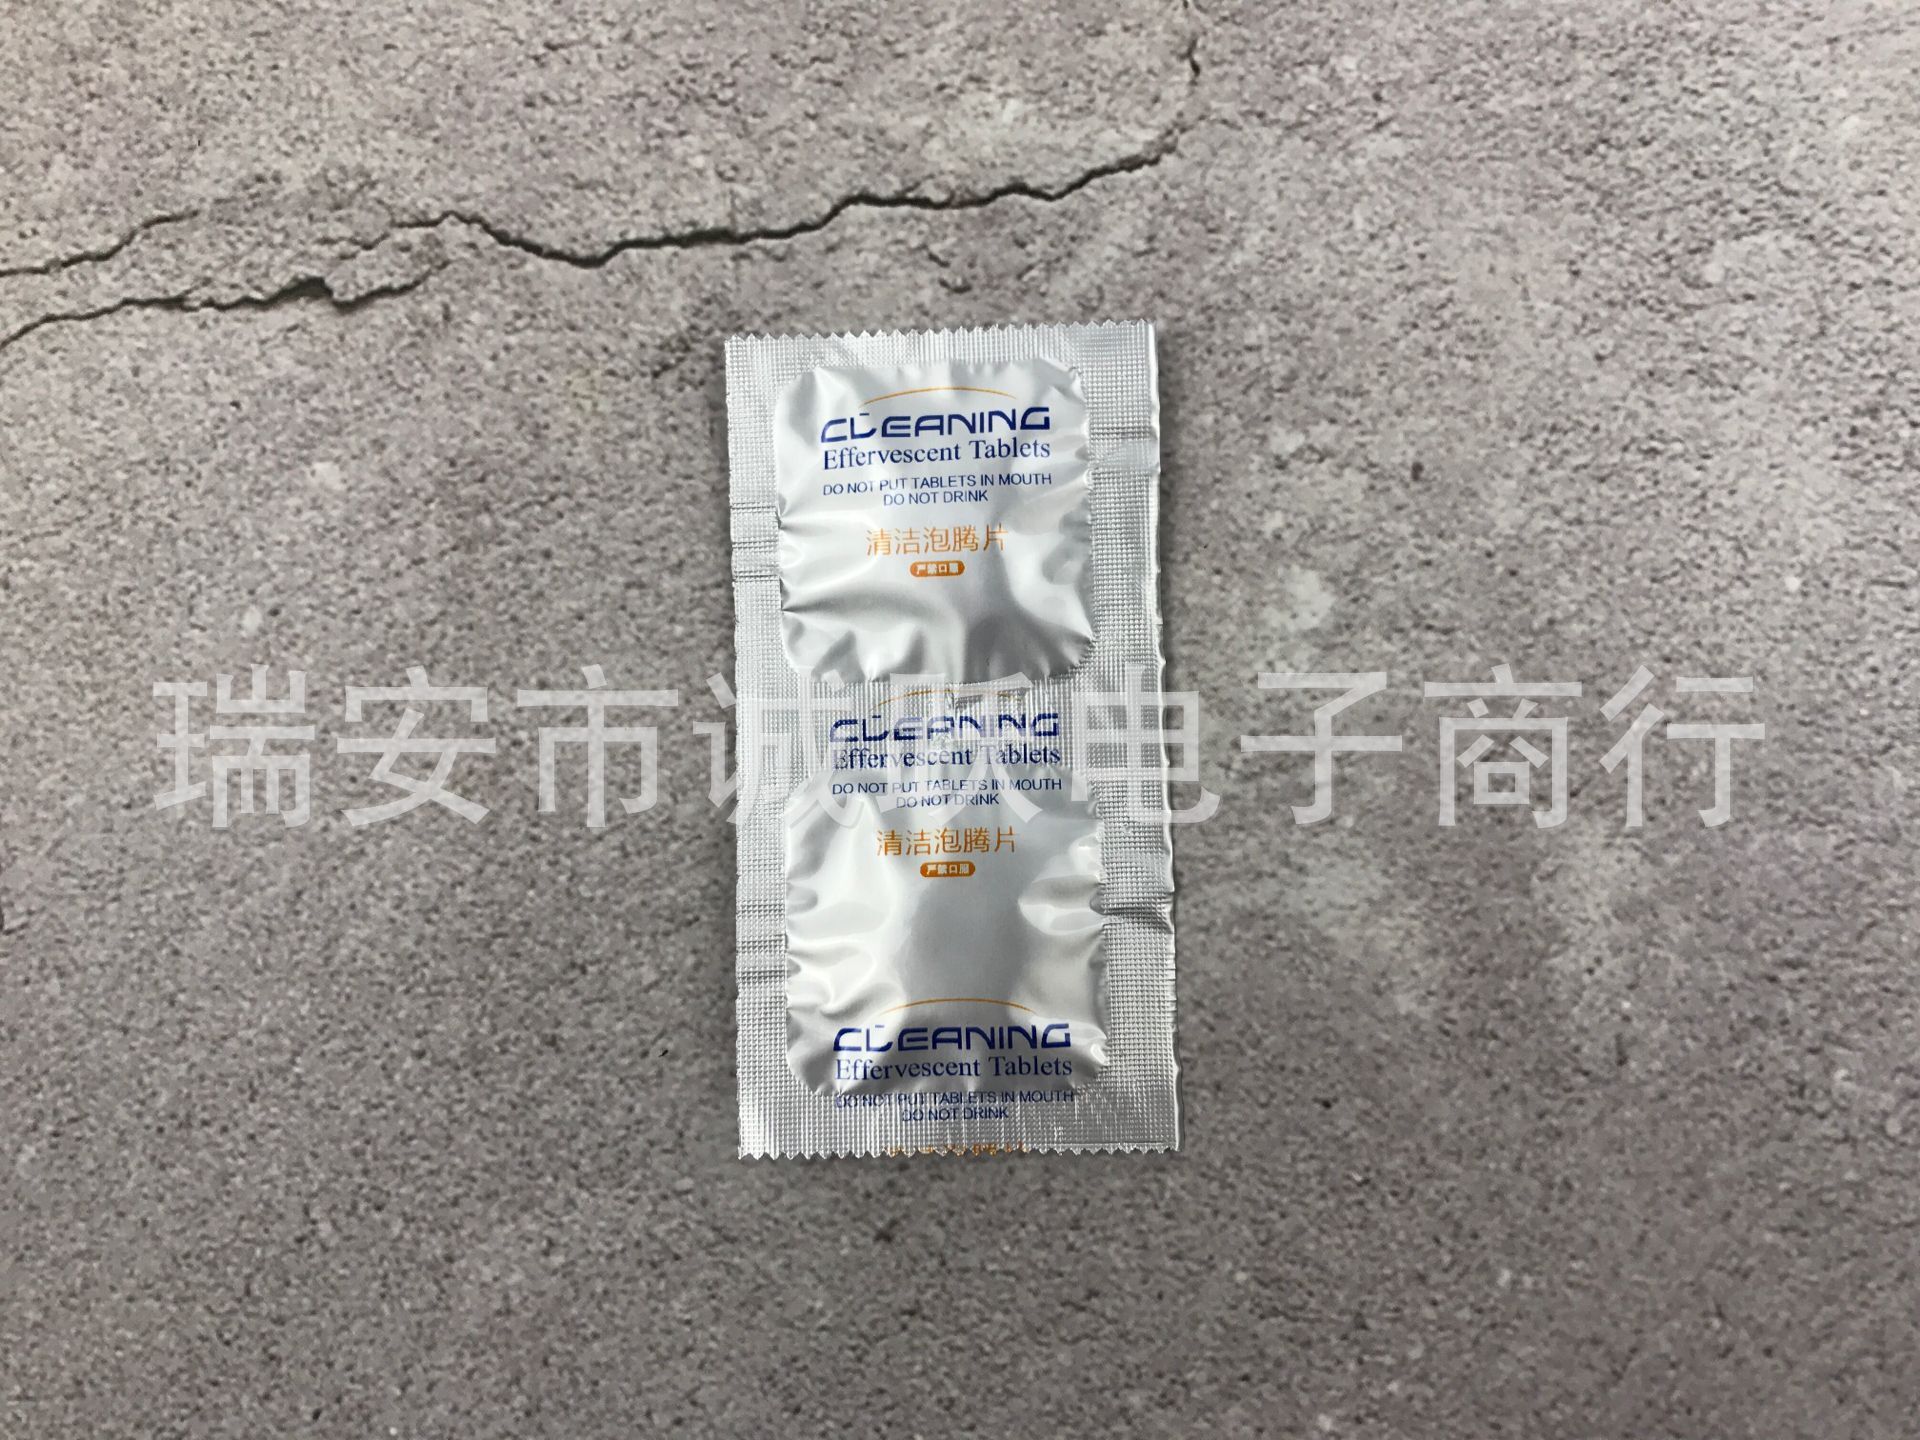 CLEANING
Effervescent Tablets
DO NOT PUT TABLETS IN MOUTH
DO NOT DRINK
清洁泡腾片
严禁口服
瑞安市诚跃电子商行
CLEANING
Effervescent Tablets
DO NOT PUT TABLETS IN MOUTH
DO NOT DRINK
清洁泡腾片
严禁口服
CLEANING
Effervescent Tablets
DO NOT PUT TABLETS IN MOUTH
DO NOT DRINK